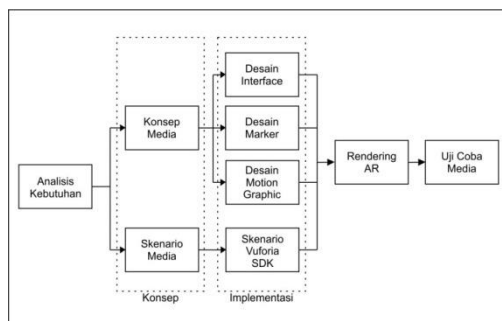 Analisis
Kebutuhan
Konsep
Media
Skenario
Media
Konsep
Desain
Interface
Desain
Marker
Desain
Motion
Graphic
Skenario
Vuforia
SDK
Implementasi
Rendering
AR
Uji Coba
Media